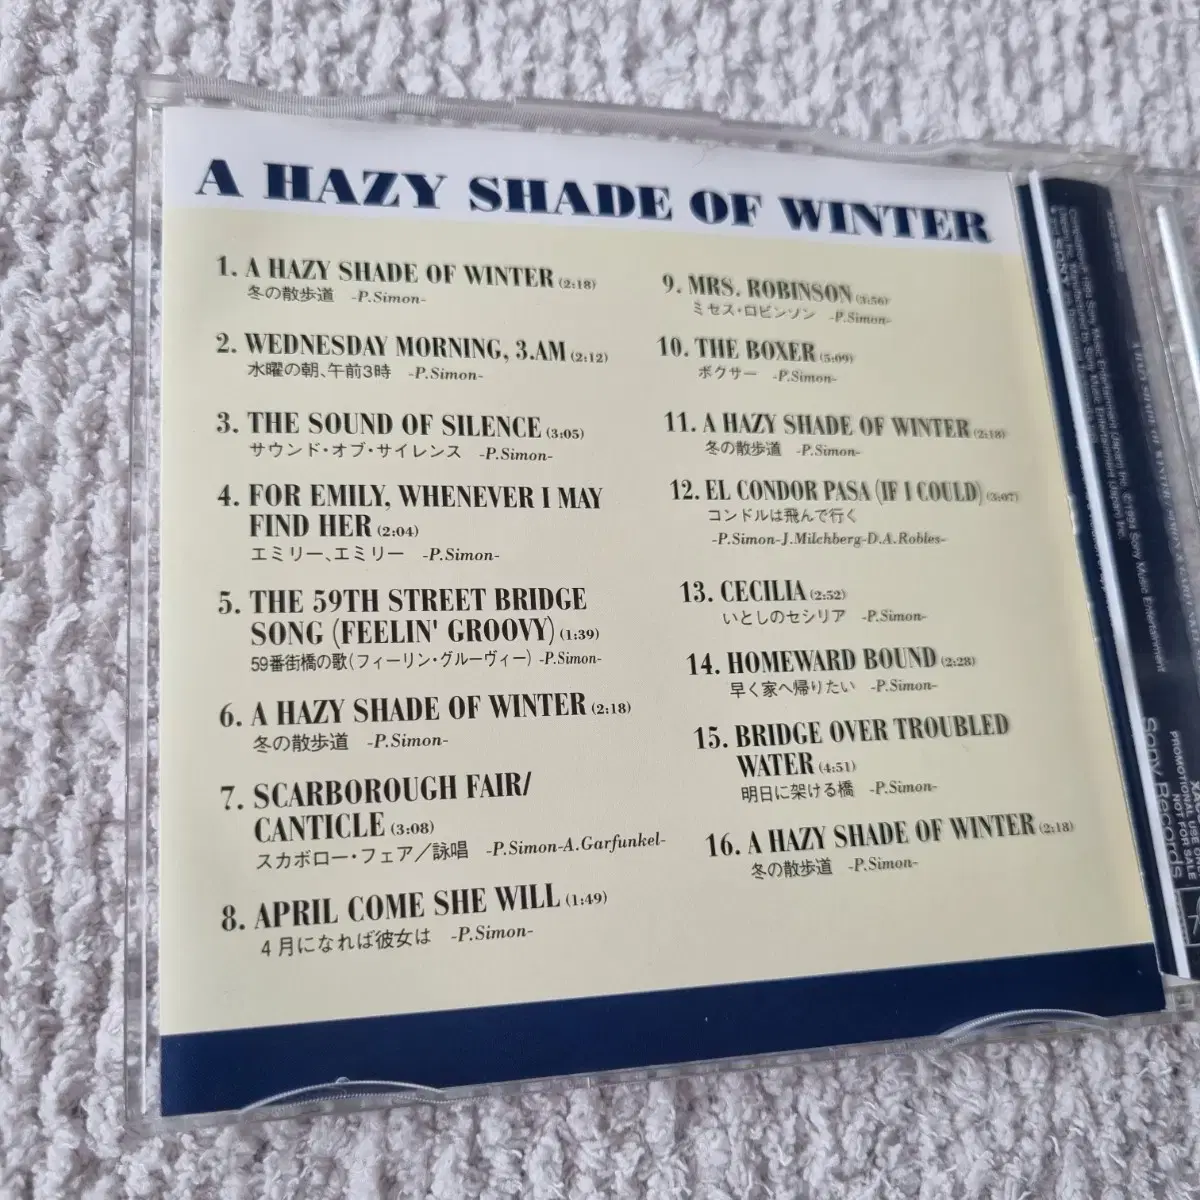 A HAZY SHADE OF WINTER
1. A HAZY SHADE OF WINTER (2:18)
冬の散歩道 -P.Simon-
2. WEDNESDAY MORNING, 3.AM (2:12)
水曜の朝、午前3時 -P.Simon-
3. THE SOUND OF SILENCE (3:05)
サウンド・オブ・サイレンス -P.Simon-
4. FOR EMILY, WHENEVER I MAY
FIND HER (2:04)
エミリー、エミリー -P.Simon-
5. THE 59TH STREET BRIDGE
SONG (FEELIN' GROOVY) (1:39)
59番街橋の歌(フィーリン・グルーヴィー) -P.Simon-
6. A HAZY SHADE OF WINTER (2:18)
冬の散歩道 -P.Simon-
7. SCARBOROUGH FAIR/
CANTICLE (3:08)
スカボロー・フェア/詠唱 -P.Simon-A.Garfunkel-
8. APRIL COME SHE WILL (1:49)
4月になれば彼女は -P.Simon-
9. MRS. ROBINSON (3:56)
ミセス・ロビンソン -P.Simon-
10. THE BOXER (5:09)
ボクサー -P.Simon-
11. A HAZY SHADE OF WINTER (2:18)
冬の散歩道 -P.Simon-
12. EL CONDOR PASA (IF I COULD) (3:07)
コンドルは飛んで行く
-P.Simon-J.Milchberg-D.A.Robles-
13. CECILIA (2:52)
いとしのセシリア -P.Simon-
14. HOMEWARD BOUND (2:28)
早く家へ帰りたい -P.Simon-
15. BRIDGE OVER TROUBLED
WATER (4:51)
明日に架ける橋 -P.Simon-
16. A HAZY SHADE OF WINTER (2:18)
冬の散歩道 -P.Simon-
Sony Records
PROMOTIONAL USE ONLY
NOT FOR SALE